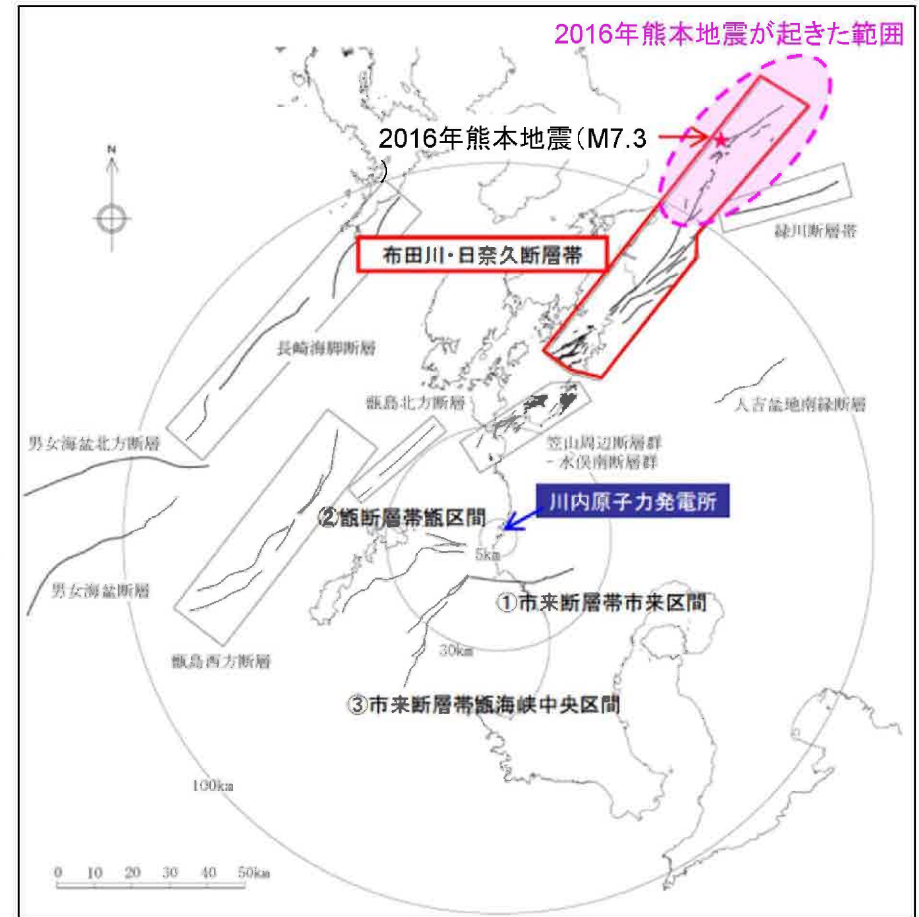 2016年熊本地震が起きた範囲
2016年熊本地震(M7.3
)
N
緑川断層帯
布田川・日奈久断層帯
長崎海脚断層
甑島北方断層
人吉盆地南縁断層
男女海盆北方断層
笠山周辺断層群
- 水俣南断層群
川内原子力発電所
②甑断層帯甑区間
5km
男女海盆断層
①市来断層帯市来区間
甑島西方断層
30km
③市来断層帯甑海峡中央区間
100km
0 10 20 30 40 50km